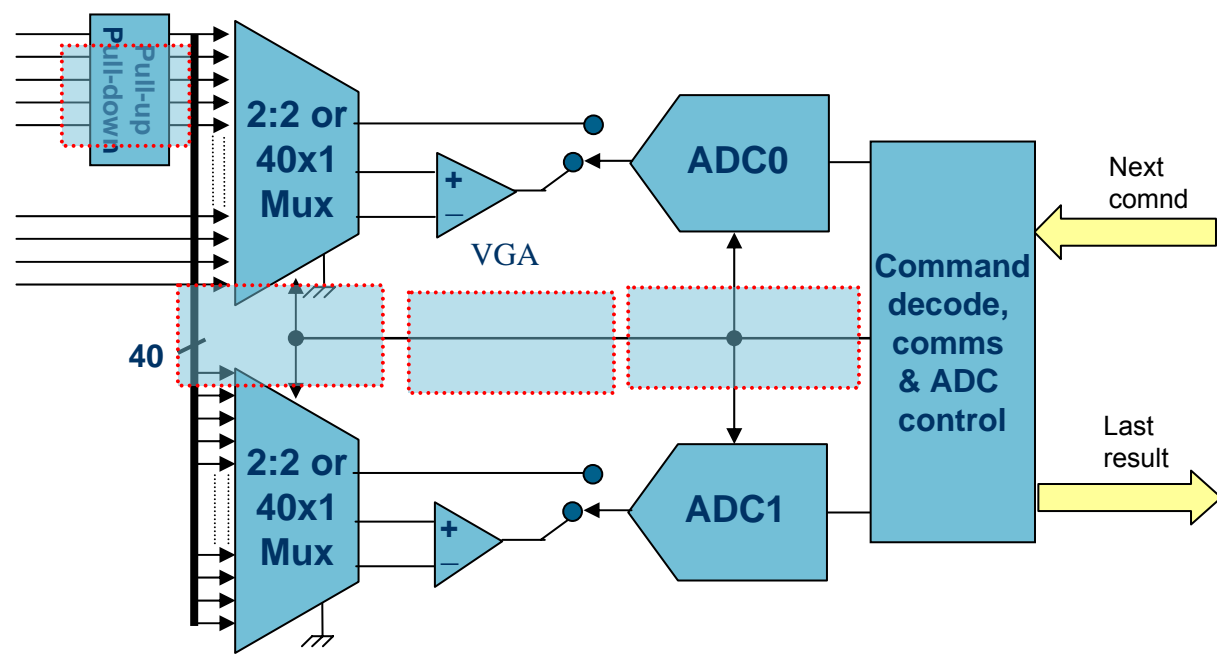 Pull-up
Pull-down
2:2 or
40x1
Mux
+
–
VGA
ADC0
Command
decode,
comms
& ADC
control
Next
comnd
40
2:2 or
40x1
Mux
+
–
ADC1
Last
result